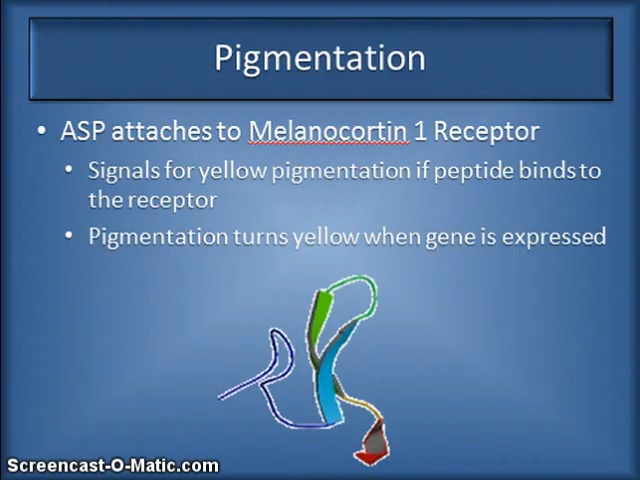 Pigmentation
• ASP attaches to Melanocortin 1 Receptor
• Signals for yellow pigmentation if peptide binds to
the receptor
• Pigmentation turns yellow when gene is expressed
Screencast-O-Matic.com